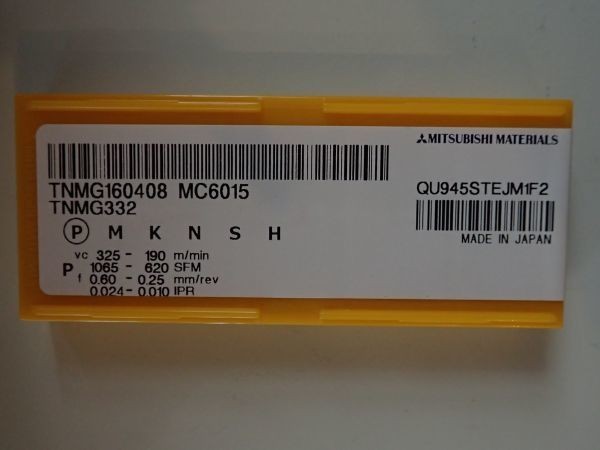 MITSUBISHI MATERIALS
TNMG160408 MC6015
TNMG332
QU945STEJM1F2
MADE IN JAPAN
P M K N S H
P vc 325 - 190 m/min
1065 - 620 SFM
f 0.60 - 0.25 mm/rev
0.024 - 0.010 IPR